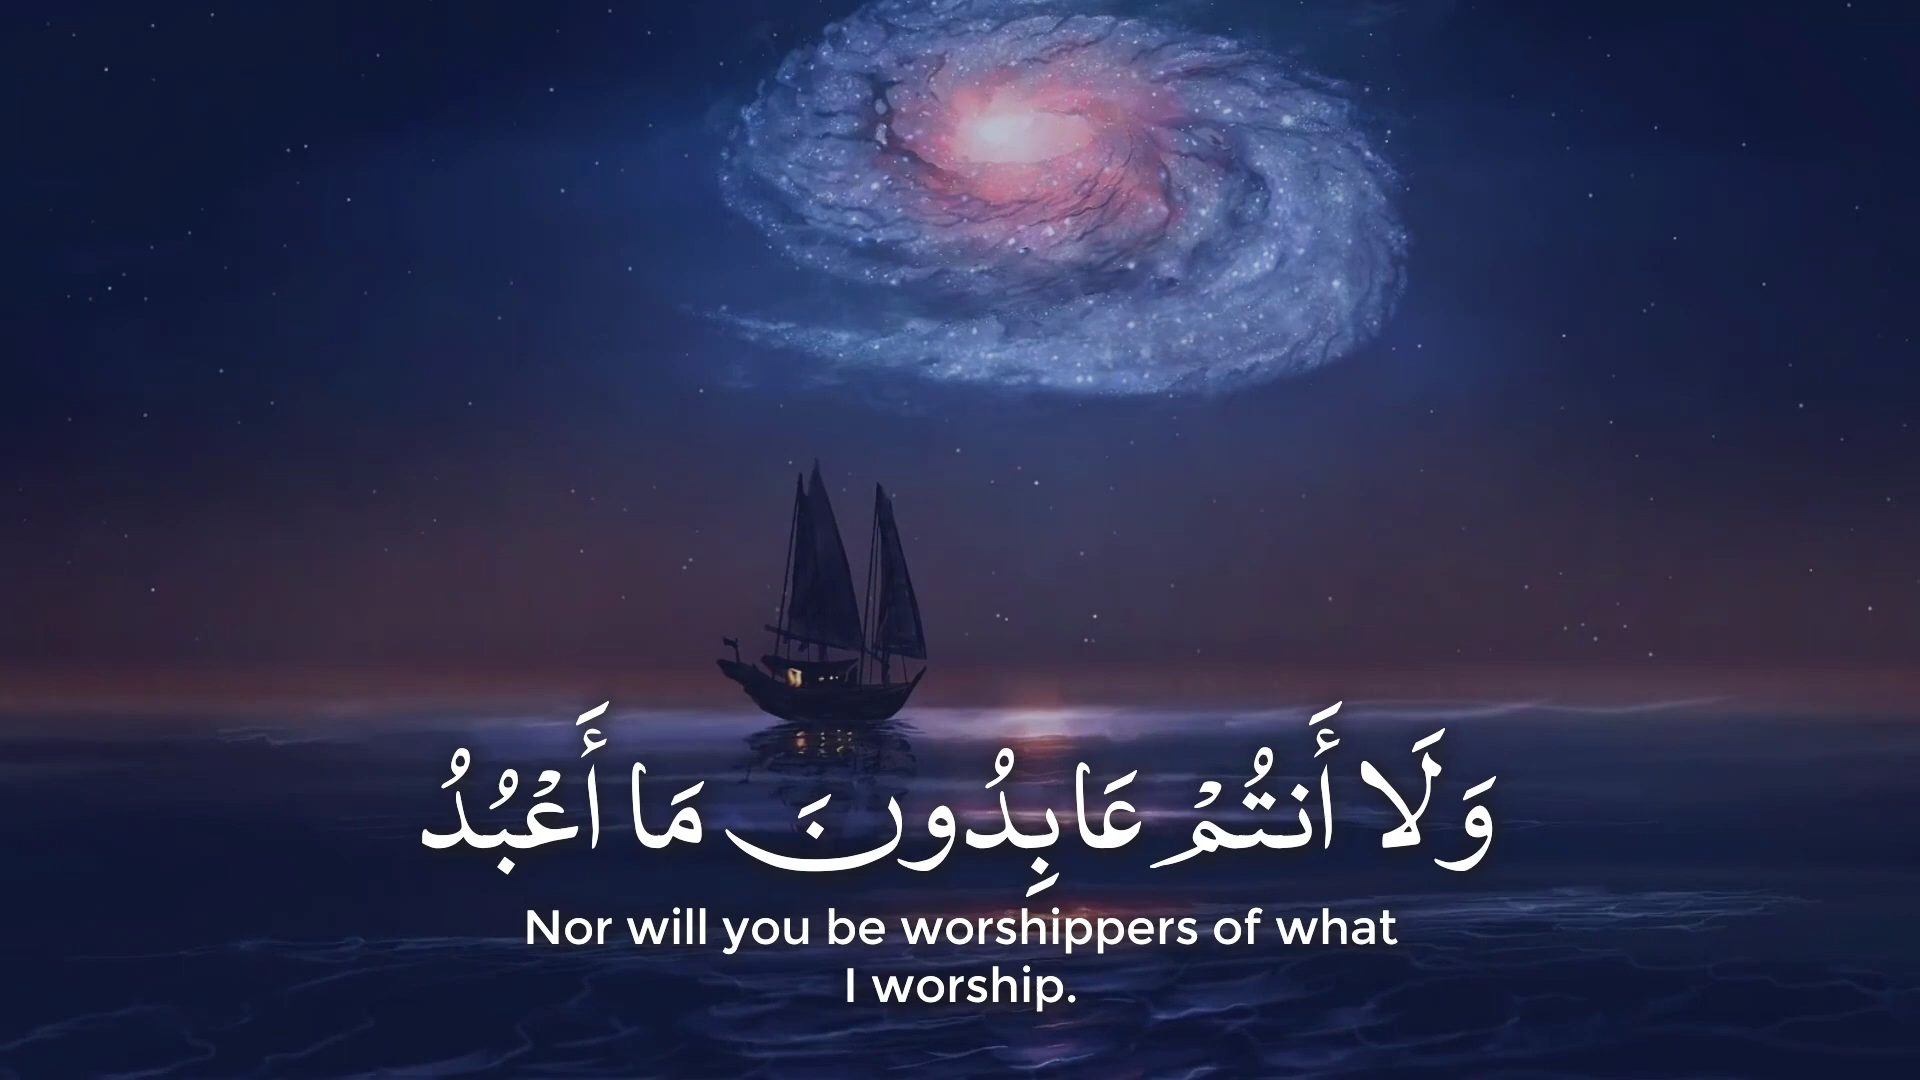 وَلَا أَنتُمْ عَابِدُونَ مَا أَعْبُدُ
Nor will you be worshippers of what
I worship.